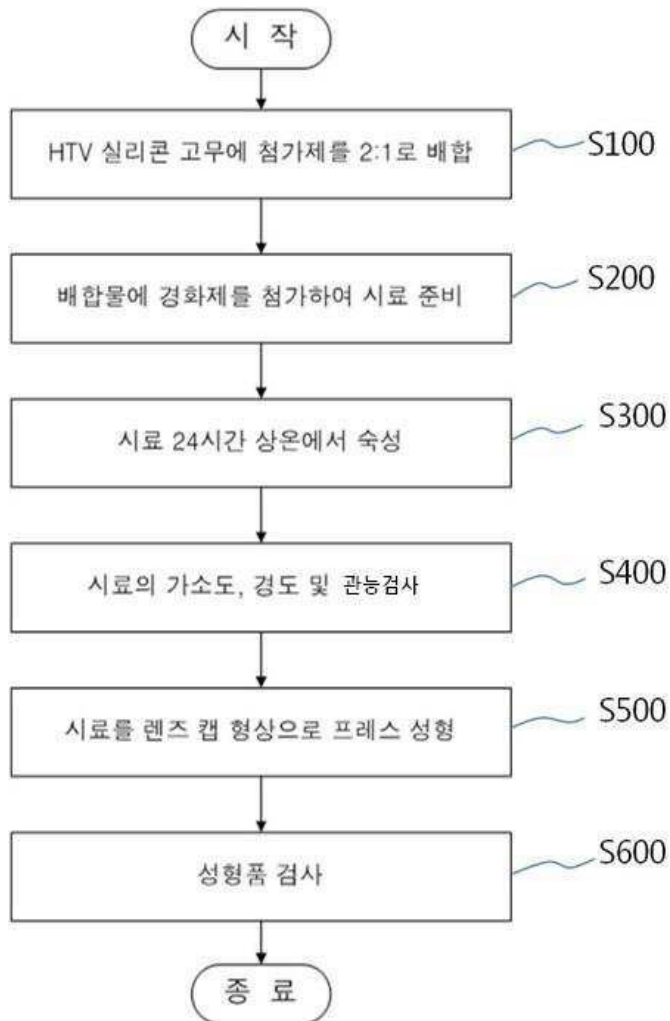 시 작
HTV 실리콘 고무에 첨가제를 2:1로 배합
S100
배합물에 경화제를 첨가하여 시료 준비
S200
시료 24시간 상온에서 숙성
S300
시료의 가소도, 경도 및 관능검사
S400
시료를 렌즈 캡 형상으로 프레스 성형
S500
성형품 검사
S600
종 료